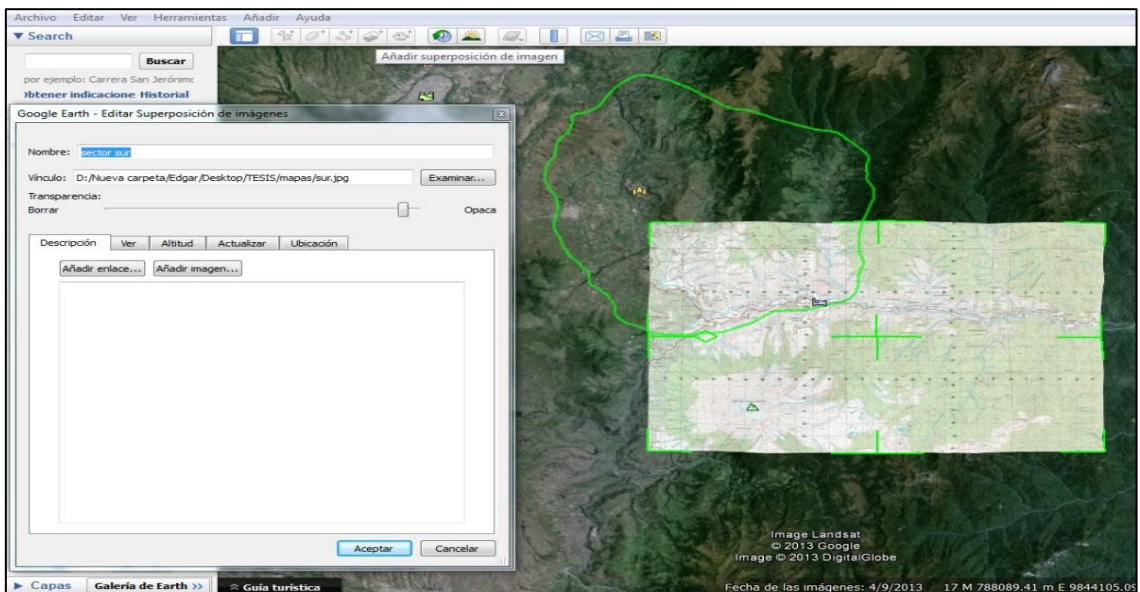 Archivo Editar Ver Herramientas Añadir Ayuda
▼ Search
Buscar
por ejemplo: Carrera San Jerónimo
Obtener indicacione Historial
Añadir superposición de imagen
Google Earth - Editar Superposición de imágenes
Nombre: sector sur
Vínculo: D:/Nueva carpeta/Edgar/Desktop/TESIS/mapas/sur.jpg Examinar...
Transparencia:
Borrar Opaca
Descripción Ver Altitud Actualizar Ubicación
Añadir enlace... Añadir imagen...
Aceptar Cancelar
Image Landsat
© 2013 Google
Image © 2013 DigitalGlobe
► Capas Galería de Earth >> Guía turística Fecha de las imágenes: 4/9/2013 17 M 788089.41 m E 9844105.09